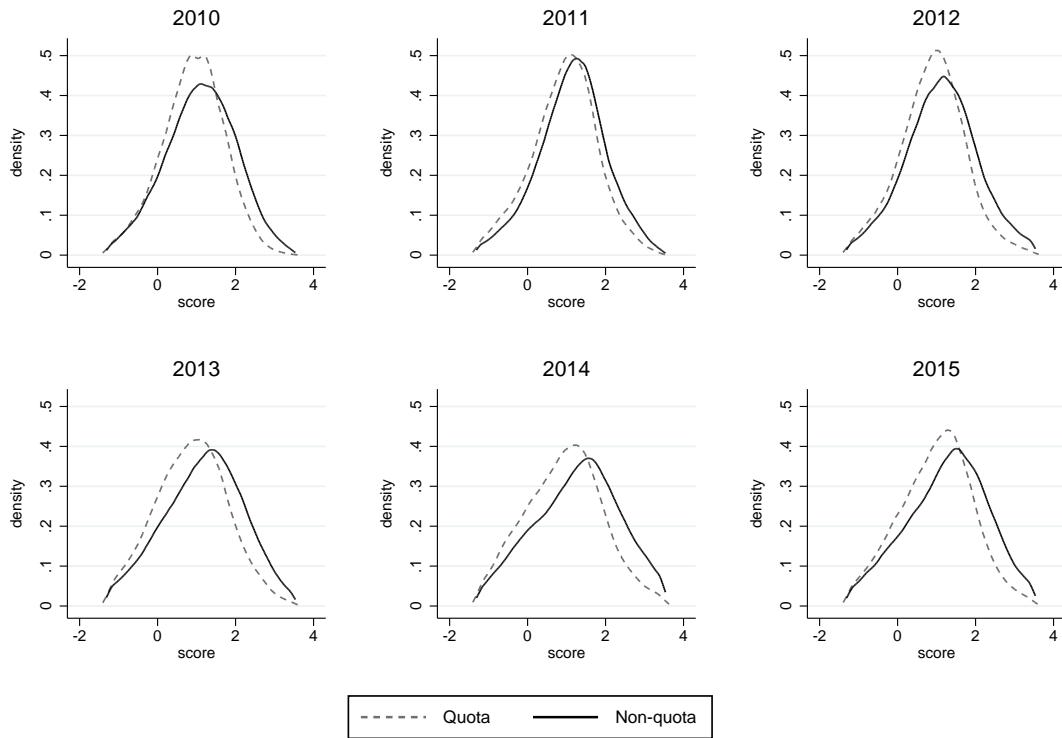 2010 2011 2012
.5 .5 .5
.4 .4 .4
.3 .3 .3
.2 .2 .2
.1 .1 .1
0 0 0
density density density
-2 0 2 4 -2 0 2 4 -2 0 2 4
score score score
2013 2014 2015
.5 .5 .5
.4 .4 .4
.3 .3 .3
.2 .2 .2
.1 .1 .1
0 0 0
density density density
-2 0 2 4 -2 0 2 4 -2 0 2 4
score score score
Quota Non-quota